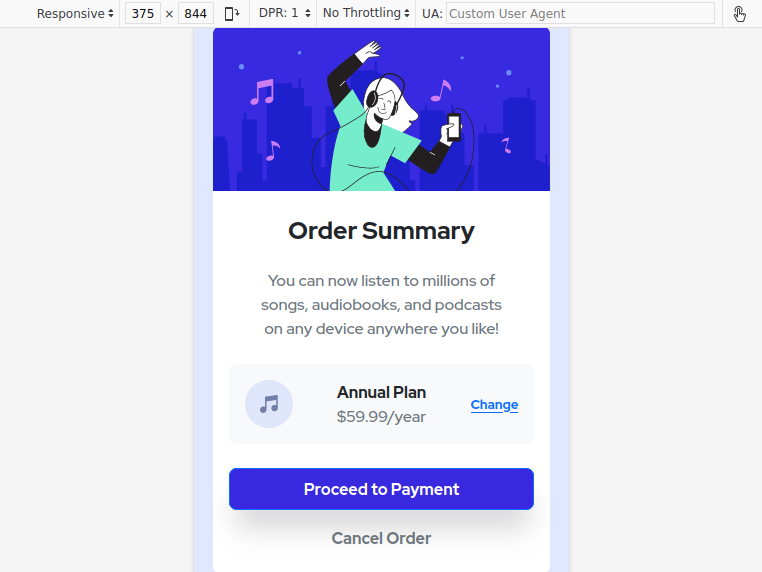 Responsive 375 × 844 DPR: 1 No Throttling UA: Custom User Agent
Order Summary
You can now listen to millions of
songs, audiobooks, and podcasts
on any device anywhere you like!
Annual Plan
$59.99/year
Change
Proceed to Payment
Cancel Order